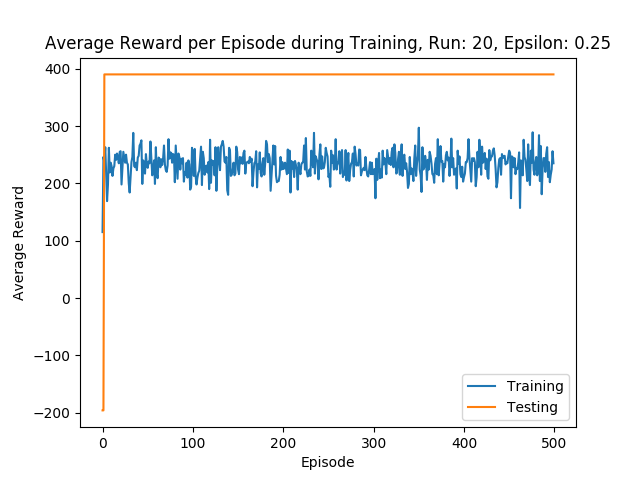 Average Reward per Episode during Training, Run: 20, Epsilon: 0.25
400
300
200
100
0
−100
−200
Average Reward
0 100 200 300 400 500
Episode
Training
Testing